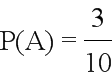 P(A) = 3/10